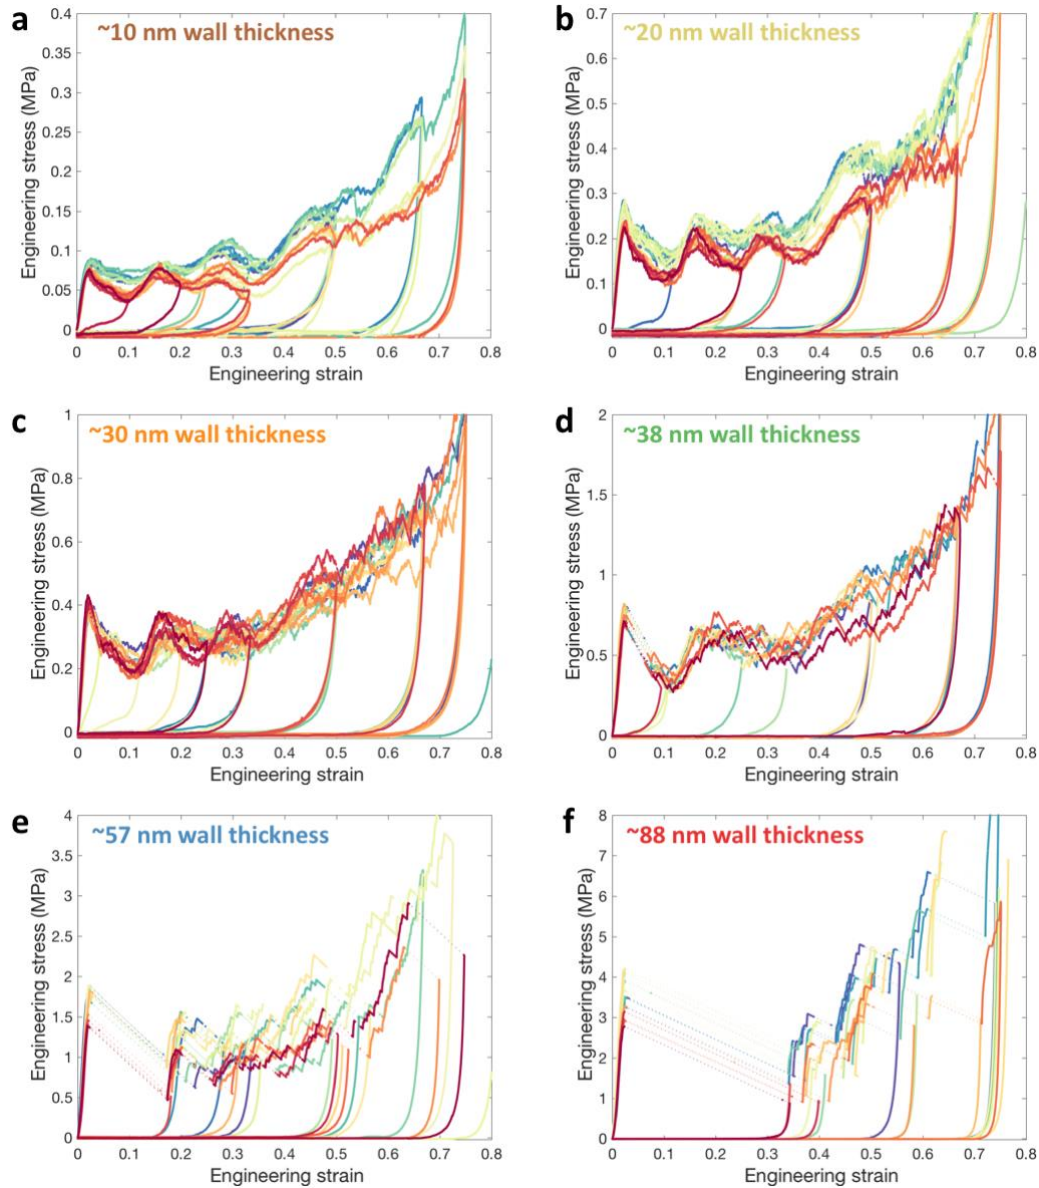 a
~10 nm wall thickness
Engineering stress (MPa)
0.4
0.35
0.3
0.25
0.2
0.15
0.1
0.05
0
0 0.1 0.2 0.3 0.4 0.5 0.6 0.7 0.8
Engineering strain
b
~20 nm wall thickness
Engineering stress (MPa)
0.7
0.6
0.5
0.4
0.3
0.2
0.1
0
0 0.1 0.2 0.3 0.4 0.5 0.6 0.7 0.8
Engineering strain
c
~30 nm wall thickness
Engineering stress (MPa)
1
0.8
0.6
0.4
0.2
0
0 0.1 0.2 0.3 0.4 0.5 0.6 0.7 0.8
Engineering strain
d
~38 nm wall thickness
Engineering stress (MPa)
2
1.5
1
0.5
0
0 0.1 0.2 0.3 0.4 0.5 0.6 0.7 0.8
Engineering strain
e
~57 nm wall thickness
Engineering stress (MPa)
4
3.5
3
2.5
2
1.5
1
0.5
0
0 0.1 0.2 0.3 0.4 0.5 0.6 0.7 0.8
Engineering strain
f
~88 nm wall thickness
Engineering stress (MPa)
8
7
6
5
4
3
2
1
0
0 0.1 0.2 0.3 0.4 0.5 0.6 0.7 0.8
Engineering strain